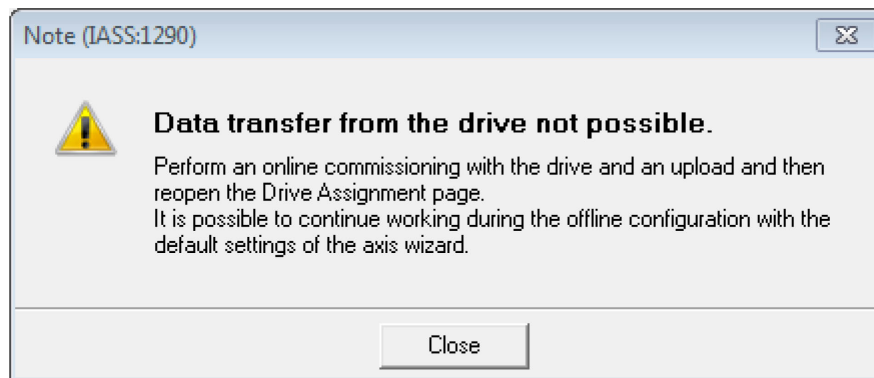 Note (IASS:1290)
Data transfer from the drive not possible.
Perform an online commissioning with the drive and an upload and then
reopen the Drive Assignment page.
It is possible to continue working during the offline configuration with the
default settings of the axis wizard.
Close